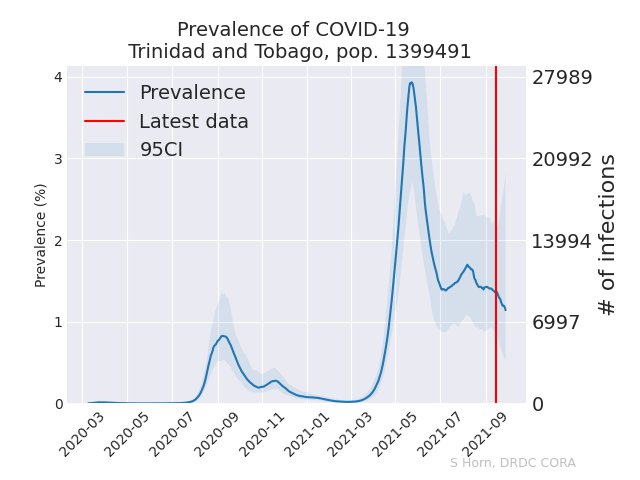 Prevalence of COVID-19
Trinidad and Tobago, pop. 1399491
Prevalence
Latest data
95CI
Prevalence (%)
4
3
2
1
0
27989
20992
13994
6997
0
# of infections
2020-03
2020-05
2020-07
2020-09
2020-11
2021-01
2021-03
2021-05
2021-07
2021-09
S Horn, DRDC CORA